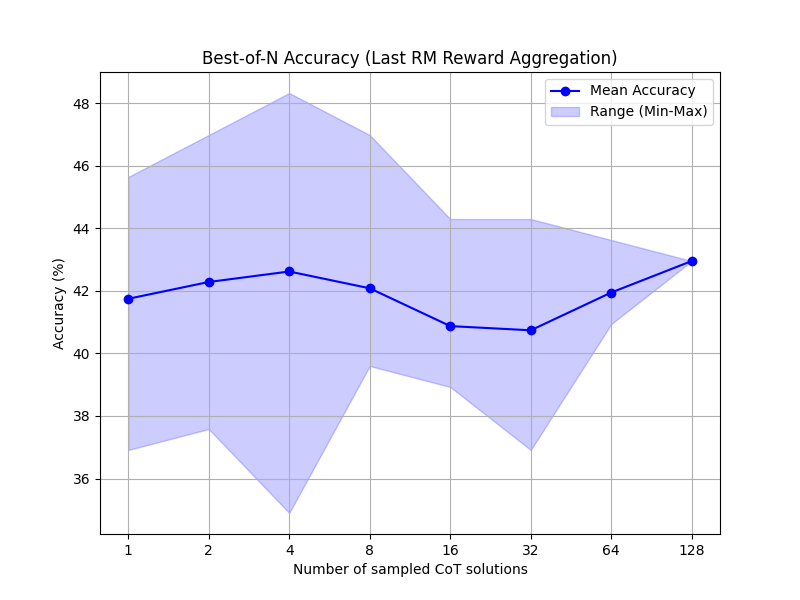 Best-of-N Accuracy (Last RM Reward Aggregation)
Mean Accuracy
Range (Min-Max)
Accuracy (%)
48
46
44
42
40
38
36
1 2 4 8 16 32 64 128
Number of sampled CoT solutions